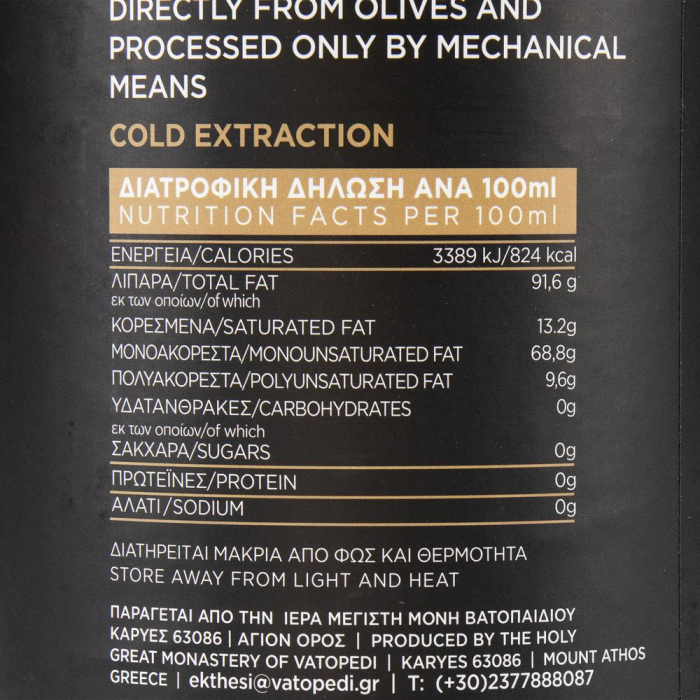 DIRECTLY FROM OLIVES AND
PROCESSED ONLY BY MECHANICAL
MEANS
COLD EXTRACTION
ΔΙΑΤΡΟΦΙΚΗ ΔΗΛΩΣΗ ΑΝΑ 100ml
NUTRITION FACTS PER 100ml
ΕΝΕΡΓΕΙΑ/CALORIES 3389 kJ/824 kcal
ΛΙΠΑΡΑ/TOTAL FAT 91,6 g
εκ των οποίων/of which
ΚΟΡΕΣΜΕΝΑ/SATURATED FAT 13.2g
ΜΟΝΟΑΚΟΡΕΣΤΑ/MONOUNSATURATED FAT 68,8g
ΠΟΛΥΑΚΟΡΕΣΤΑ/POLYUNSATURATED FAT 9,6g
ΥΔΑΤΑΝΘΡΑΚΕΣ/CARBOHYDRATES 0g
εκ των οποίων/of which
ΣΑΚΧΑΡΑ/SUGARS 0g
ΠΡΩΤΕΪΝΕΣ/PROTEIN 0g
ΑΛΑΤΙ/SODIUM 0g
ΔΙΑΤΗΡΕΙΤΑΙ ΜΑΚΡΙΑ ΑΠΟ ΦΩΣ ΚΑΙ ΘΕΡΜΟΤΗΤΑ
STORE AWAY FROM LIGHT AND HEAT
ΠΑΡΑΓΕΤΑΙ ΑΠΟ ΤΗΝ ΙΕΡΑ ΜΕΓΙΣΤΗ ΜΟΝΗ ΒΑΤΟΠΑΙΔΙΟΥ
ΚΑΡΥΕΣ 63086 | ΑΓΙΟΝ ΟΡΟΣ | PRODUCED BY THE HOLY
GREAT MONASTERY OF VATOPEDI | KARYES 63086 | MOUNT ATHOS
GREECE | ekthesi@vatopedi.gr | T: (+30)2377888087